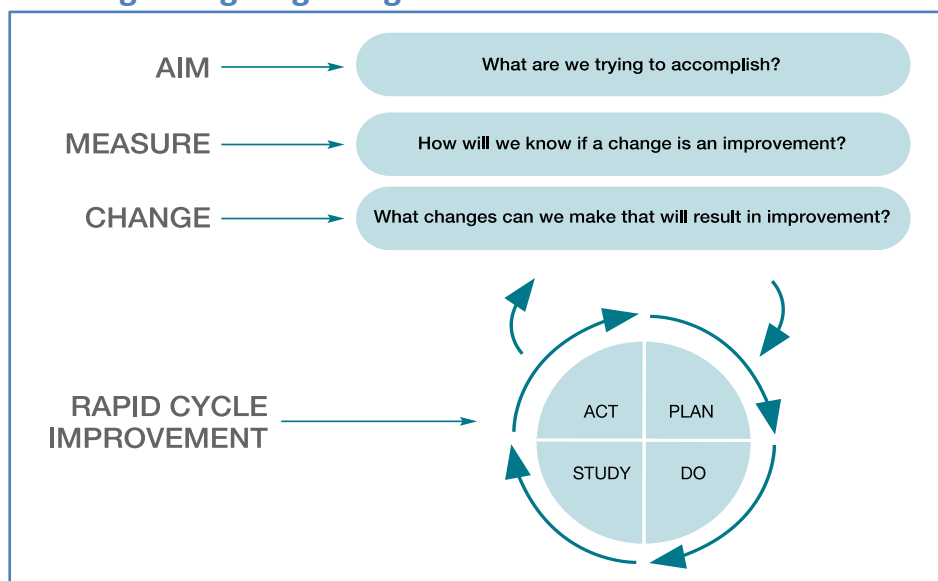 AIM
What are we trying to accomplish?
MEASURE
How will we know if a change is an improvement?
CHANGE
What changes can we make that will result in improvement?
RAPID CYCLE
IMPROVEMENT
ACT
PLAN
STUDY
DO